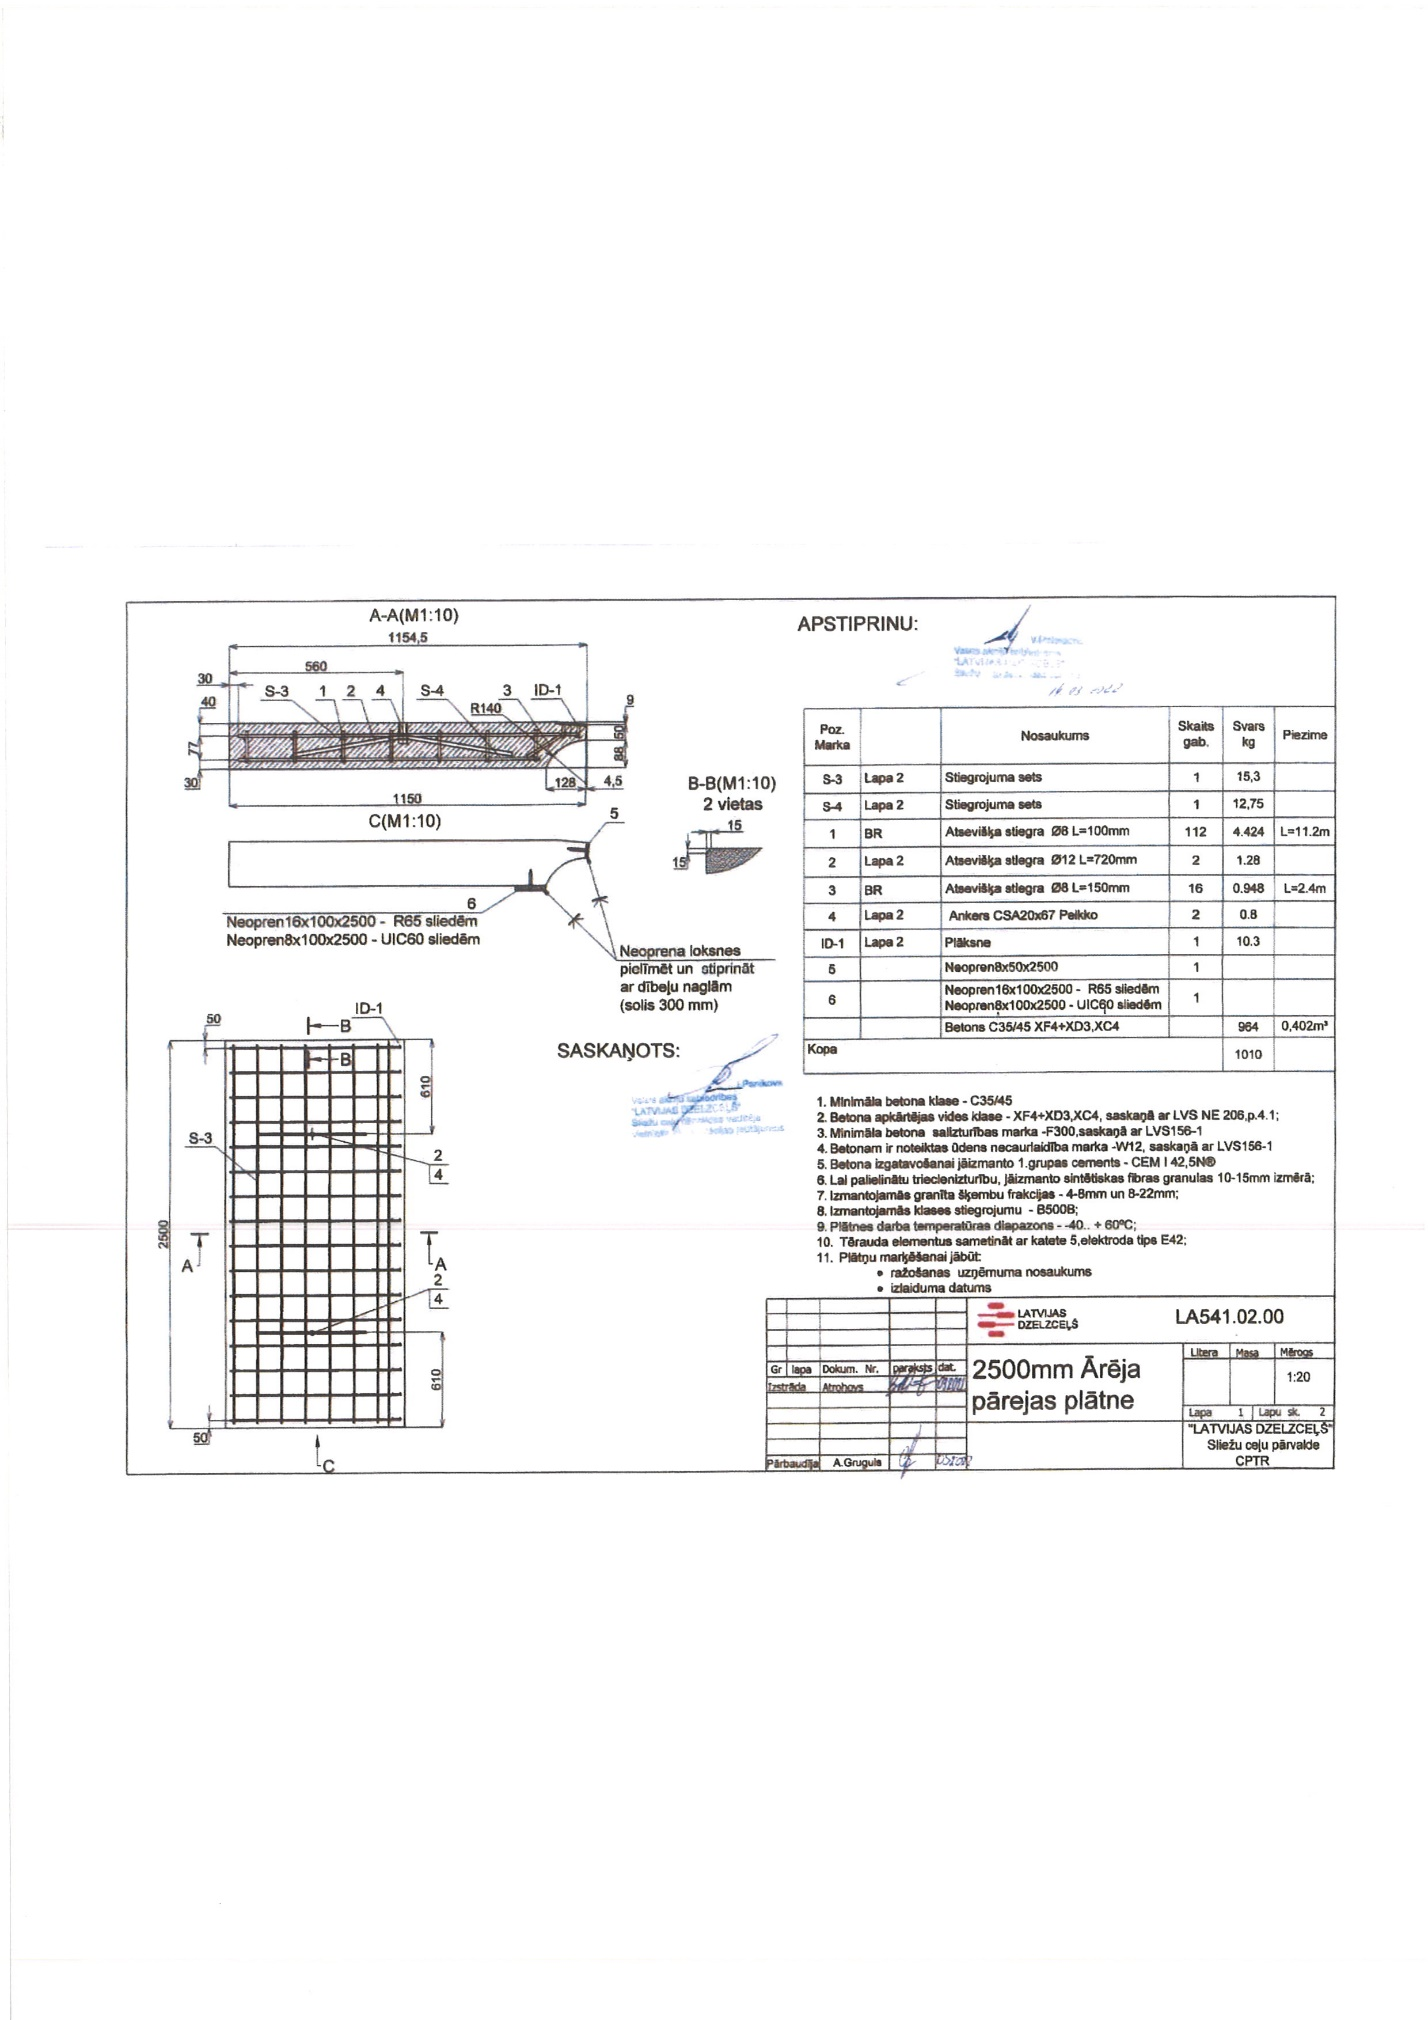 A-A(M1:10)
1154,5
560
30
S-3 1 2 4 S-4 3 ID-1
40
R140
9
50
77
88
30
128 4,5
1150
C(M1:10)
5
B-B(M1:10)
2 vietas
15
15
6
Neopren16x100x2500 - R65 sliedēm
Neopren8x100x2500 - UIC60 sliedēm
Neoprena loksnes
pielīmēt un stiprināt
ar dībeļu naglām
(solis 300 mm)
ID-1
50
B
B
610
S-3
2
4
2500
A
A
2
4
610
50
C
SASKAŅOTS:
"LATVIJAS DZELZCEĻŠ"
APSTIPRINU:
Poz. Marka Nosaukums Skaits gab. Svars kg Piezime
S-3 Lapa 2 Stiegrojuma sets 1 15,3
S-4 Lapa 2 Stiegrojuma sets 1 12,75
1 BR Atsevišķa stiegra Ø8 L=100mm 112 4.424 L=11.2m
2 Lapa 2 Atsevišķa stiegra Ø12 L=720mm 2 1.28
3 BR Atsevišķa stiegra Ø8 L=150mm 16 0.948 L=2.4m
4 Lapa 2 Ankers CSA20x67 Peikko 2 0.8
ID-1 Lapa 2 Plāksne 1 10.3
5 Neopren8x50x2500 1
6 Neopren16x100x2500 - R65 sliedēm
Neopren8x100x2500 - UIC60 sliedēm 1
Betons C35/45 XF4+XD3,XC4 964 0,402m³
Kopa 1010
1. Minimāla betona klase - C35/45
2. Betona apkārtējas vides klase - XF4+XD3,XC4, saskaņā ar LVS NE 206,p.4.1;
3. Minimāla betona salizturības marka -F300,saskaņā ar LVS156-1
4. Betonam ir noteiktas ūdens necaurlaidība marka -W12, saskaņā ar LVS156-1
5. Betona izgatavošanai jāizmanto 1.grupas cements - CEM I 42,5N®
6. Lai palielinātu triecienizturību, jāizmanto sintētiskas fibras granulas 10-15mm izmērā;
7. Izmantojamās granīta šķembu frakcijas - 4-8mm un 8-22mm;
8. Izmantojamās klases stiegrojumu - B500B;
9. Plātnes darba temperatūras diapazons - -40.. + 60ºC;
10. Tērauda elementus sametināt ar katete 5,elektroda tips E42;
11. Plātņu marķēšanai jābūt:
• ražošanas uzņēmuma nosaukums
• izlaiduma datums
LATVIJAS
DZELZCEĻŠ
LA541.02.00
Gr lapa Dokum. Nr. paraksts dat.
Izstrāda Atrohovs
Pārbaudīja A.Grugula
2500mm Ārēja
pārejas plātne
Litera Masa Mērogs
1:20
Lapa 1 Lapu sk. 2
"LATVIJAS DZELZCEĻŠ"
Sliežu ceļu pārvalde
CPTR